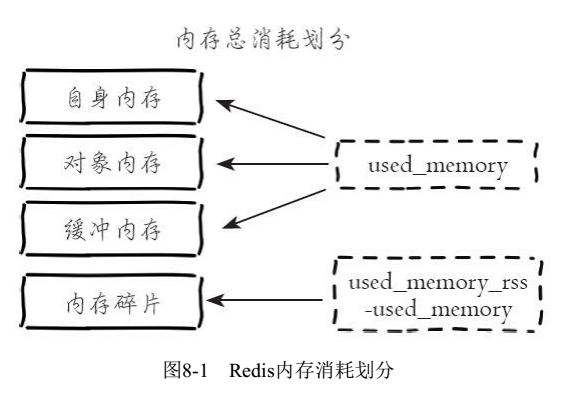 内存总消耗划分
自身内存
对象内存
used_memory
缓冲内存
内存碎片
used_memory_rss
-used_memory
图8-1 Redis内存消耗划分